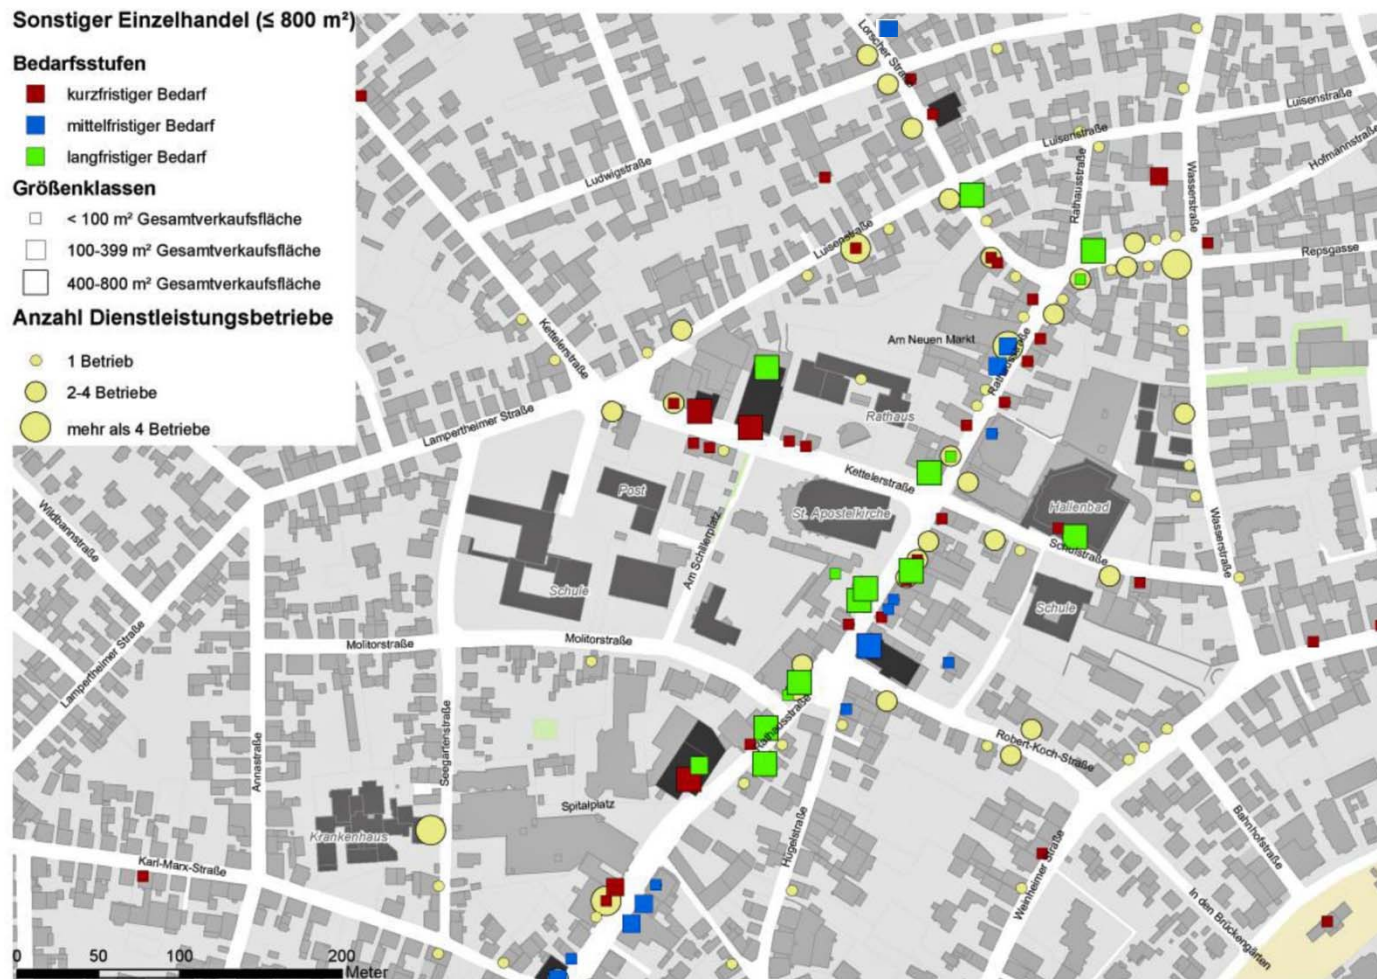 Sonstiger Einzelhandel (≤ 800 m²)
Bedarfsstufen
kurzfristiger Bedarf
mittelfristiger Bedarf
langfristiger Bedarf
Größenklassen
< 100 m² Gesamtverkaufsfläche
100-399 m² Gesamtverkaufsfläche
400-800 m² Gesamtverkaufsfläche
Anzahl Dienstleistungsbetriebe
1 Betrieb
2-4 Betriebe
mehr als 4 Betriebe
Lorscher Straße
Luisenstraße
Luisenstraße
Hofmannstraße
Ludwigstraße
Rathausstraße
Wasserstraße
Luisenstraße
Repsgasse
Kettelerstraße
Am Neuen Markt
Rathausstraße
Rathaus
Lampertheimer Straße
Kettelerstraße
Post
St. Apostelkirche
Hallenbad
Wildbannstraße
Am Schillerplatz
Schulstraße
Wasserstraße
Schule
Schule
Lampertheimer Straße
Molitorstraße
Molitorstraße
Rathausstraße
Annastraße
Seegartenstraße
Robert-Koch-Straße
Spitalplatz
Krankenhaus
Hügelstraße
Bahnhofstraße
Karl-Marx-Straße
Weinheimer Straße
In den Brückengärten
0 50 100 200
Meter